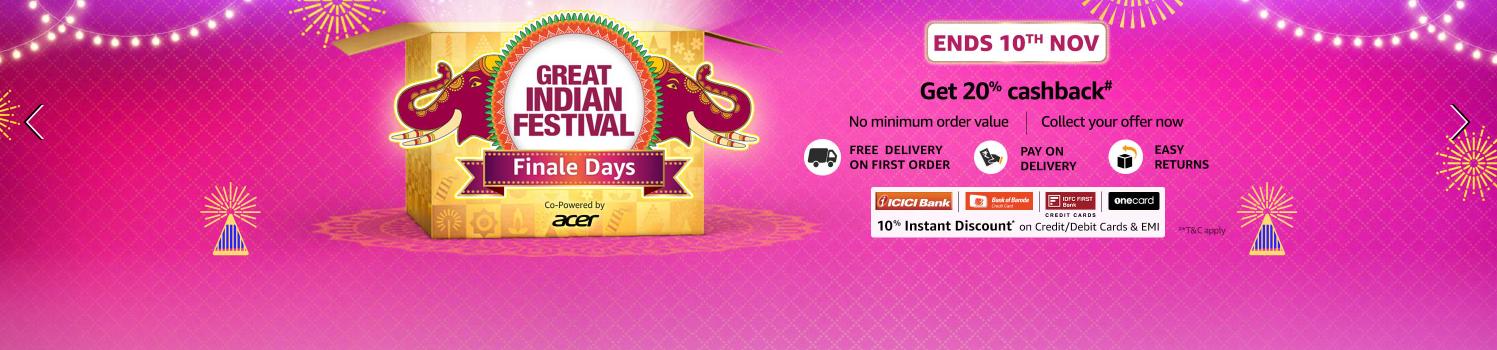 GREAT
INDIAN
FESTIVAL
Finale Days
Co-Powered by
acer
ENDS 10TH NOV
Get 20% cashback#
No minimum order value | Collect your offer now
FREE DELIVERY
ON FIRST ORDER
PAY ON
DELIVERY
EASY
RETURNS
ICICI Bank
Bank of Baroda
Credit Card
IDFC FIRST
Bank
CREDIT CARDS
onecard
10% Instant Discount* on Credit/Debit Cards & EMI
#*T&C apply